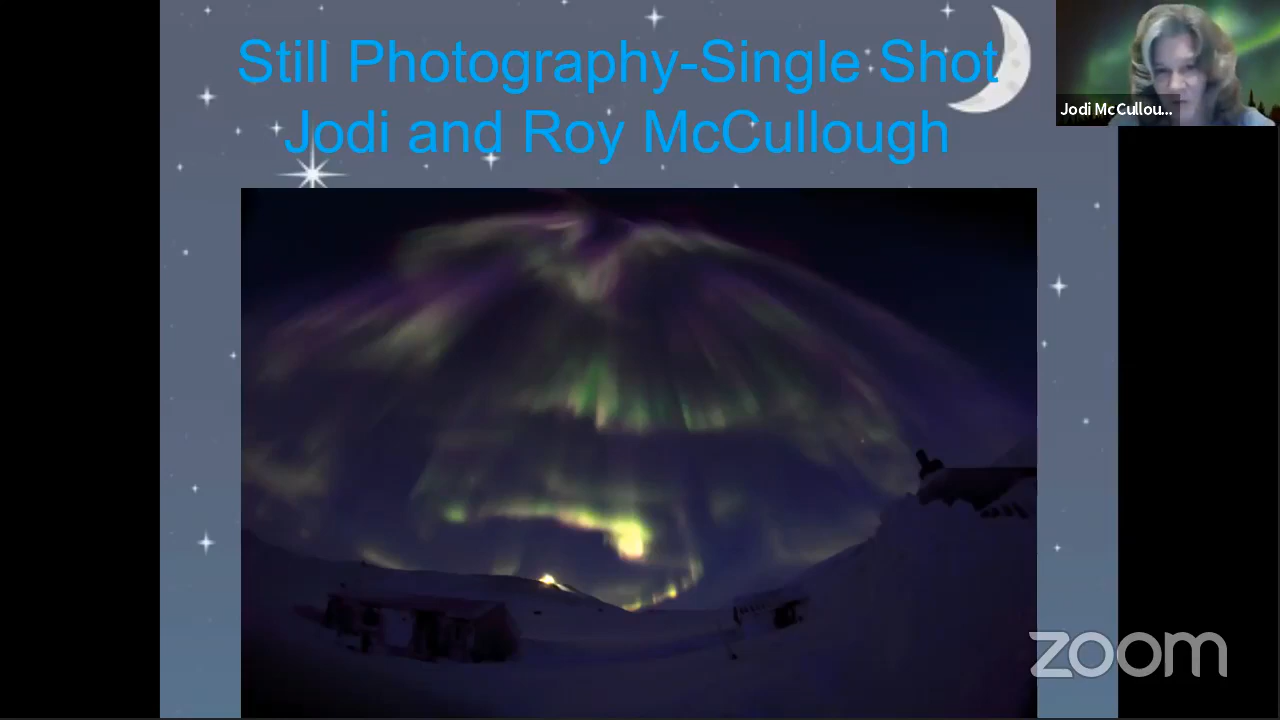 Still Photography-Single Shot
Jodi and Roy McCullough
Jodi McCullou...
zoom